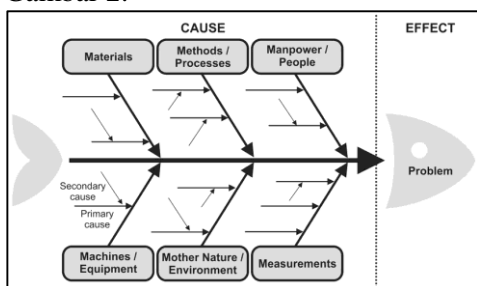 Gambar 2.
CAUSE
EFFECT
Materials
Methods /
Processes
Manpower /
People
Problem
Secondary
cause
Primary
cause
Machines /
Equipment
Mother Nature /
Environment
Measurements